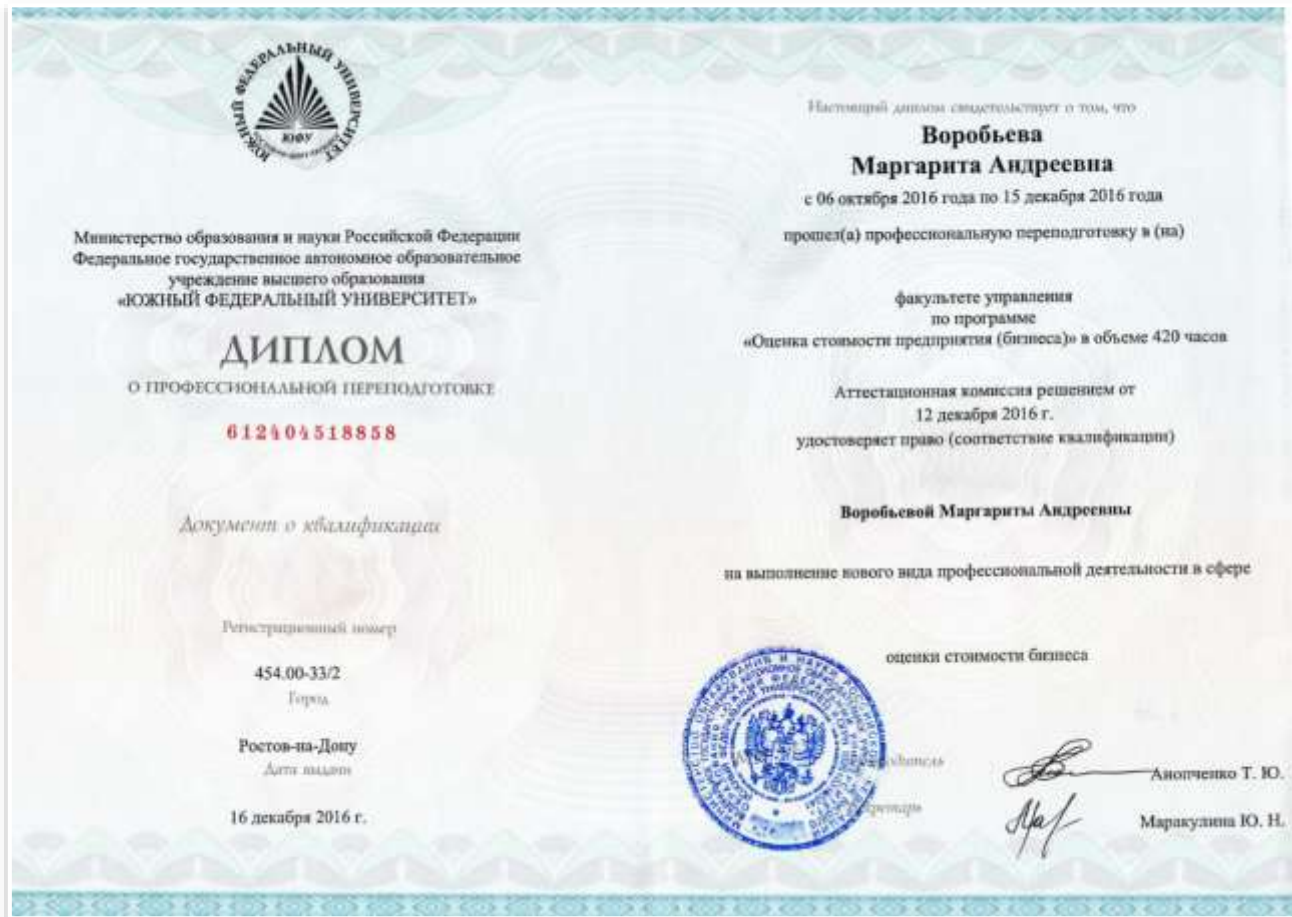 ЮЖНЫЙ ФЕДЕРАЛЬНЫЙ УНИВЕРСИТЕТ
ЮФУ
Министерство образования и науки Российской Федерации
Федеральное государственное автономное образовательное
учреждение высшего образования
«ЮЖНЫЙ ФЕДЕРАЛЬНЫЙ УНИВЕРСИТЕТ»
ДИПЛОМ
О ПРОФЕССИОНАЛЬНОЙ ПЕРЕПОДГОТОВКЕ
612404518858
Документ о квалификации
Регистрационный номер
454.00-33/2
Город
Ростов-на-Дону
Дата выдачи
16 декабря 2016 г.
Настоящий диплом свидетельствует о том, что
Воробьева
Маргарита Андреевна
с 06 октября 2016 года по 15 декабря 2016 года
прошел(а) профессиональную переподготовку в (на)
факультете управления
по программе
«Оценка стоимости предприятия (бизнеса)» в объеме 420 часов
Аттестационная комиссия решением от
12 декабря 2016 г.
удостоверяет право (соответствие квалификации)
Воробьевой Маргариты Андреевны
на выполнение нового вида профессиональной деятельности в сфере
оценки стоимости бизнеса
Анопченко Т. Ю.
Маракулина Ю. Н.